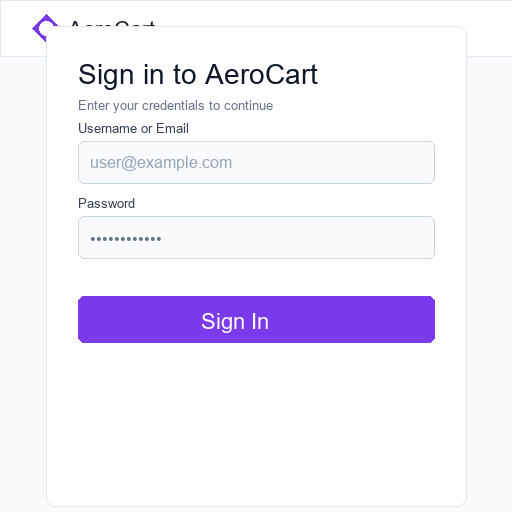 AeroCart
Sign in to AeroCart
Enter your credentials to continue
Username or Email
user@example.com
Password
••••••••••••
Sign In